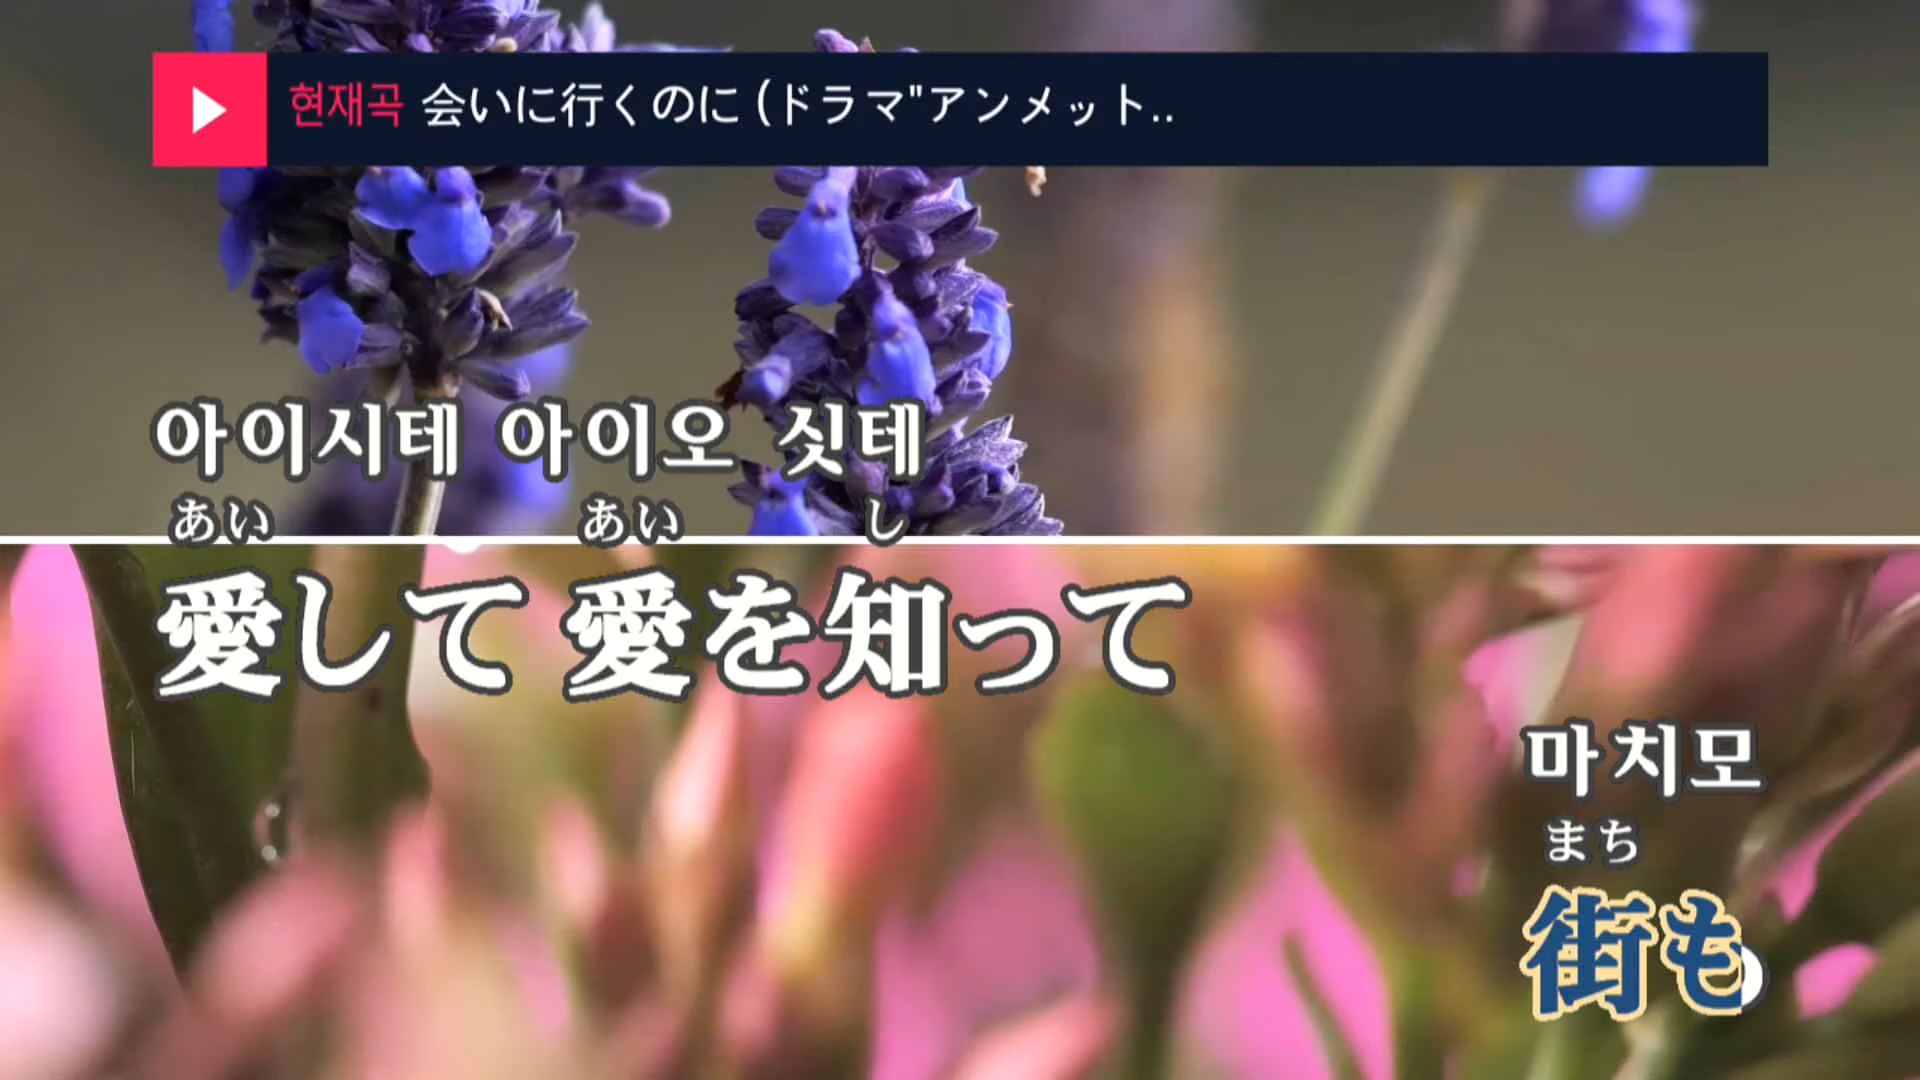 현재곡 会いに行くのに (ドラマ"アンメット..
아이시테 아이오 싯테
あい あい し
愛して 愛を知って
마치모
まち
街も